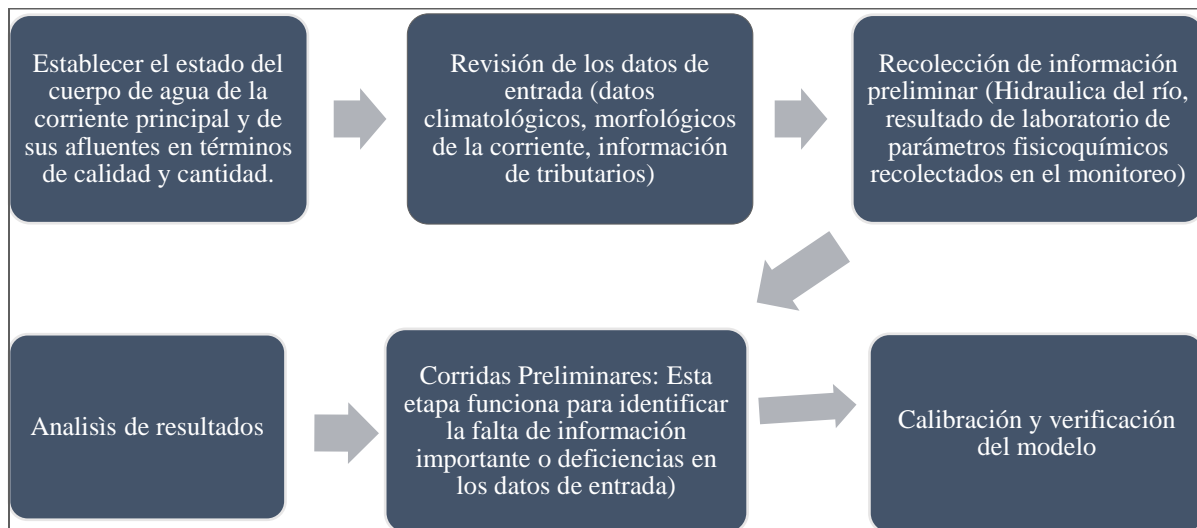 Establecer el estado del
cuerpo de agua de la
corriente principal y de
sus afluentes en términos
de calidad y cantidad.
Revisión de los datos de
entrada (datos
climatológicos, morfológicos
de la corriente, información
de tributarios)
Recolección de información
preliminar (Hidraulica del río,
resultado de laboratorio de
parámetros fisicoquímicos
recolectados en el monitoreo)
Analisìs de resultados
Corridas Preliminares: Esta
etapa funciona para identificar
la falta de información
importante o deficiencias en
los datos de entrada)
Calibración y verificación
del modelo